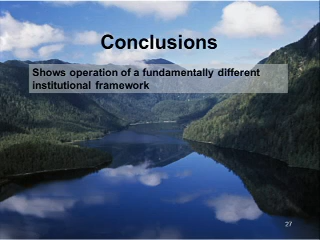 Conclusions
Shows operation of a fundamentally different
institutional framework
27